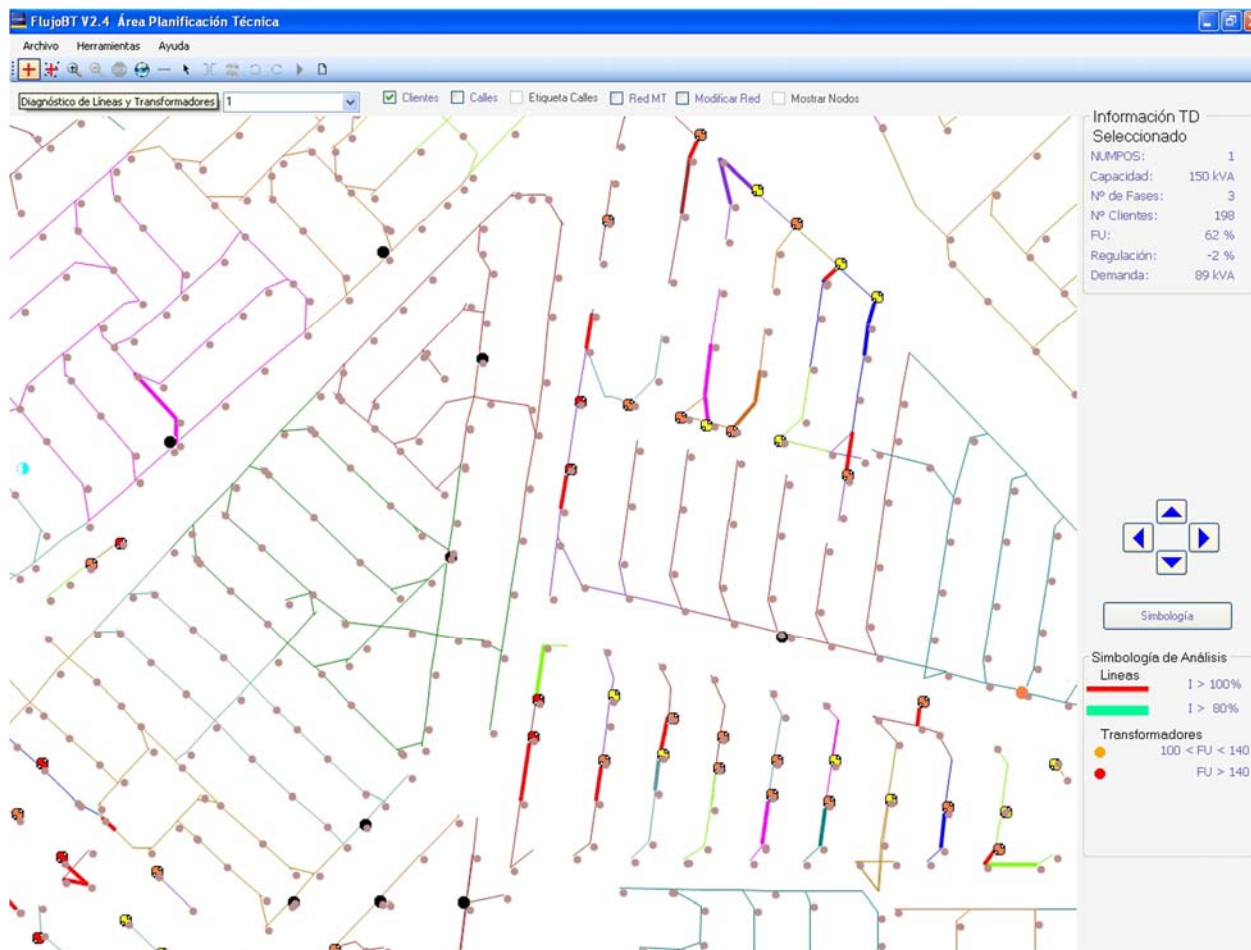 FlujoBT V2.4 Área Planificación Técnica
Archivo Herramientas Ayuda
Diagnóstico de Líneas y Transformadores 1 Clientes Calles Etiqueta Calles Red MT Modificar Red Mostrar Nodos
Información TD
Seleccionado
NUMPOS: 1
Capacidad: 150 kVA
Nº de Fases: 3
Nº Clientes: 198
FU: 62 %
Regulación: -2 %
Demanda: 89 kVA
Simbología
Simbología de Análisis
Lineas
I > 100%
I > 80%
Transformadores
100 < FU < 140
FU > 140